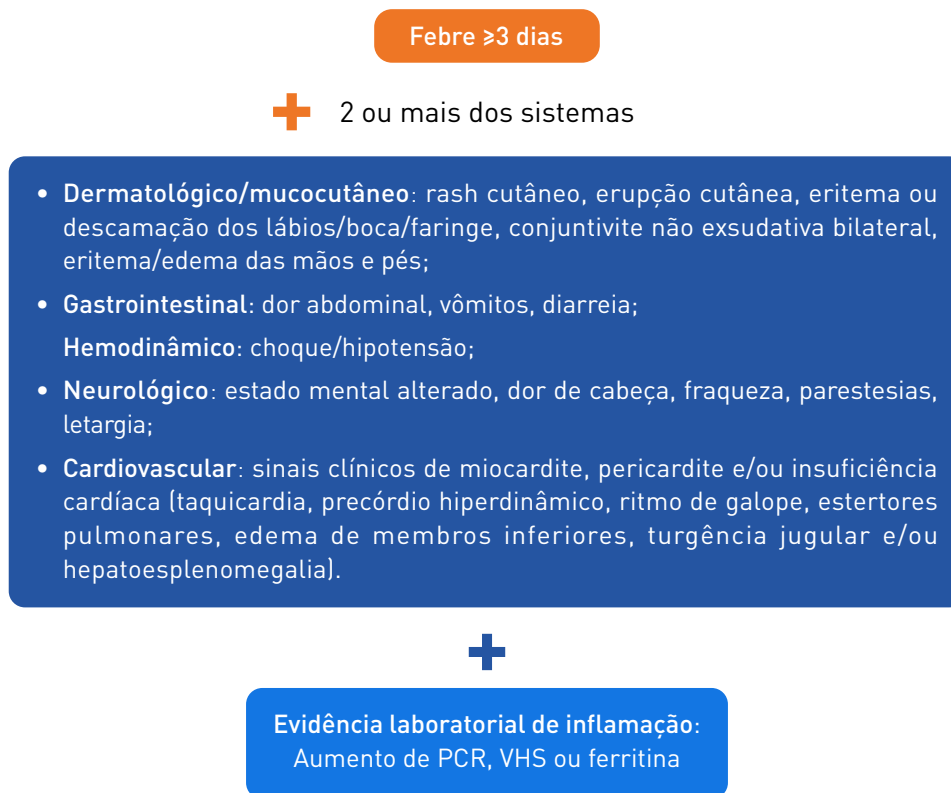 Febre ≥3 dias
+ 2 ou mais dos sistemas
• Dermatológico/mucocutâneo: rash cutâneo, erupção cutânea, eritema ou
descamação dos lábios/boca/faringe, conjuntivite não exsudativa bilateral,
eritema/edema das mãos e pés;
• Gastrointestinal: dor abdominal, vômitos, diarreia;
Hemodinâmico: choque/hipotensão;
• Neurológico: estado mental alterado, dor de cabeça, fraqueza, parestesias,
letargia;
• Cardiovascular: sinais clínicos de miocardite, pericardite e/ou insuficiência
cardíaca (taquicardia, precórdio hiperdinâmico, ritmo de galope, estertores
pulmonares, edema de membros inferiores, turgência jugular e/ou
hepatoesplenomegalia).
+
Evidência laboratorial de inflamação:
Aumento de PCR, VHS ou ferritina